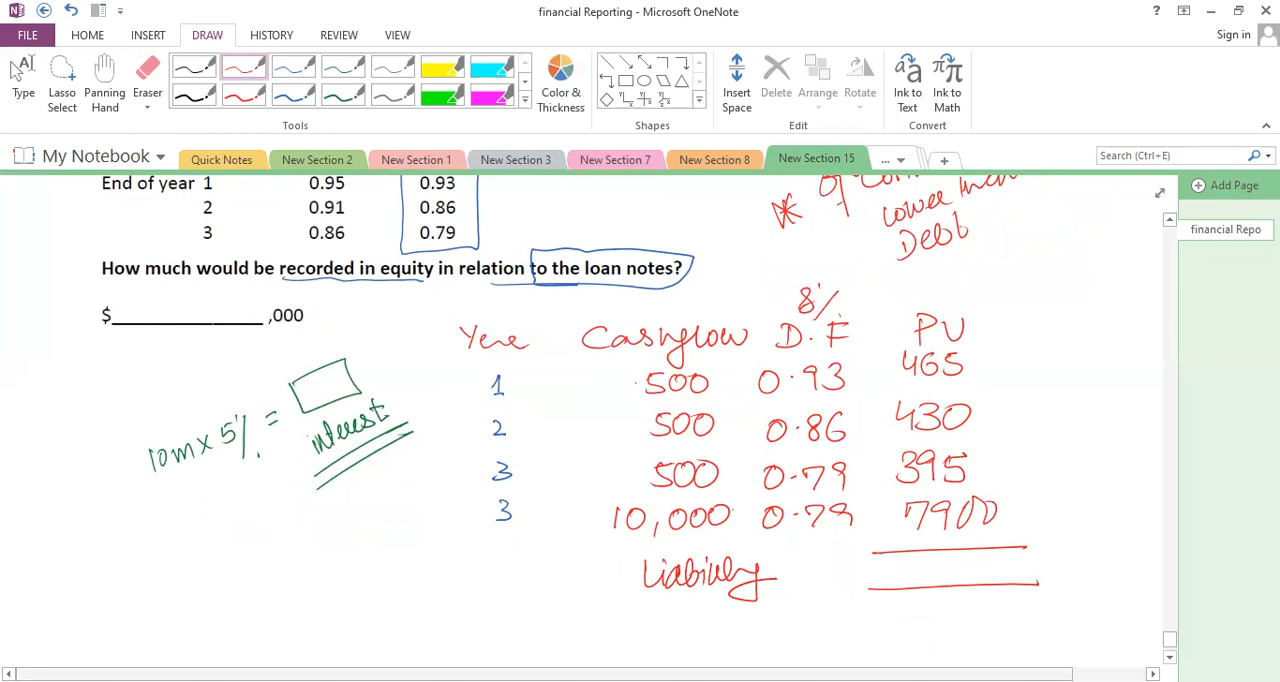 financial Reporting - Microsoft OneNote
Sign in
FILE HOME INSERT DRAW HISTORY REVIEW VIEW
Type
Lasso Select
Panning Hand
Eraser
Color & Thickness
Insert Space
Delete
Arrange
Rotate
Ink to Text
Ink to Math
Tools
Shapes
Edit
Convert
My Notebook
Quick Notes
New Section 2
New Section 1
New Section 3
New Section 7
New Section 8
New Section 15
...
Search (Ctrl+E)
Add Page
financial Repo
End of year 1 0.95 0.93
2 0.91 0.86
3 0.86 0.79
lower then
Debt
How much would be recorded in equity in relation to the loan notes?
$________________ ,000
8%
Cashflow D.F PV
1 500 0.93 465
2 500 0.86 430
3 500 0.79 395
3 10,000 0.79 7900
Liability
10m x 5% =
interest